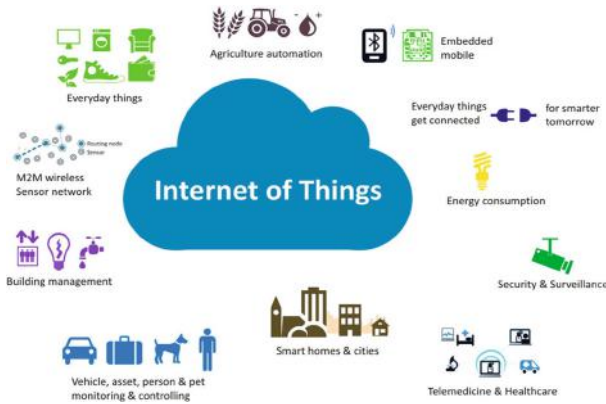 Agriculture automation
Embedded
mobile
Everyday things
Everyday things
get connected
for smarter
tomorrow
Routing node
Sensor
M2M wireless
Sensor network
Internet of Things
Energy consumption
Building management
Security & Surveillance
Smart homes & cities
Vehicle, asset, person & pet
monitoring & controlling
Telemedicine & Healthcare